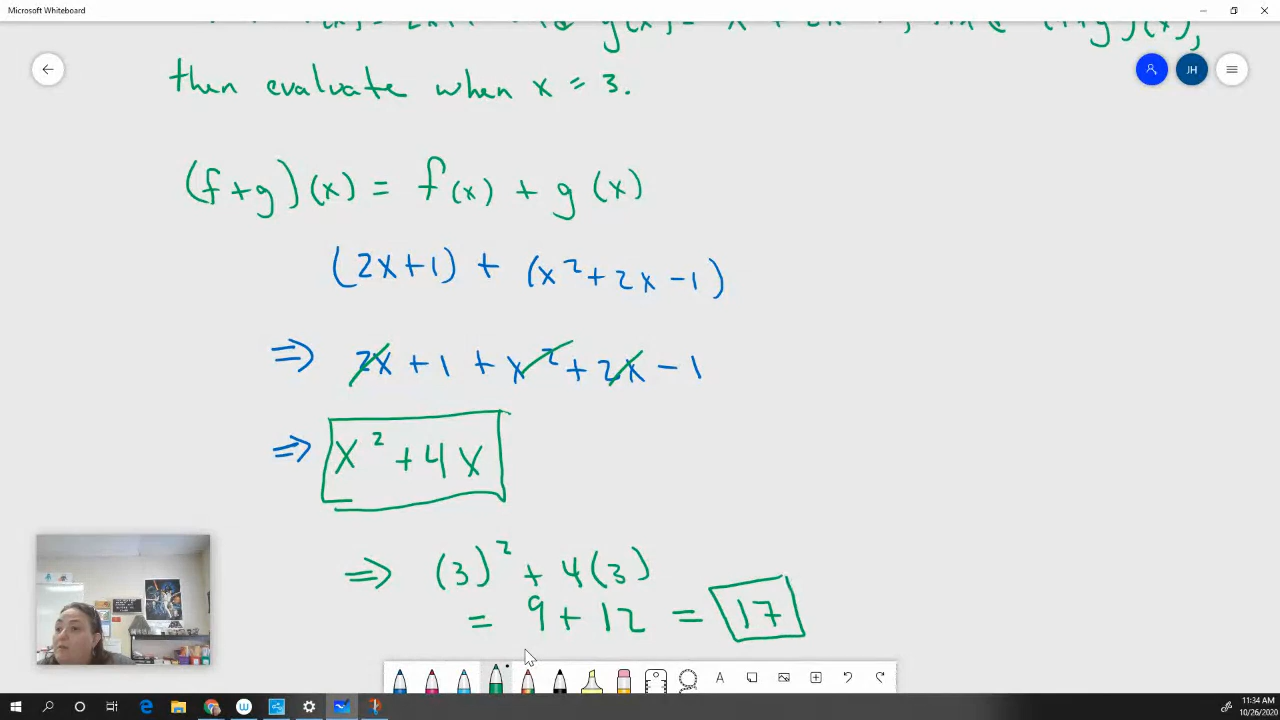 Microsoft Whiteboard
then evaluate when x = 3.
JH
(f+g)(x) = f(x) + g(x)
(2x+1) + (x²+2x-1)
⇒ 2x + 1 + x² + 2x - 1
⇒ x² + 4x
⇒ (3)² + 4(3)
= 9 + 12 = 17
A
11:34 AM
10/26/2020